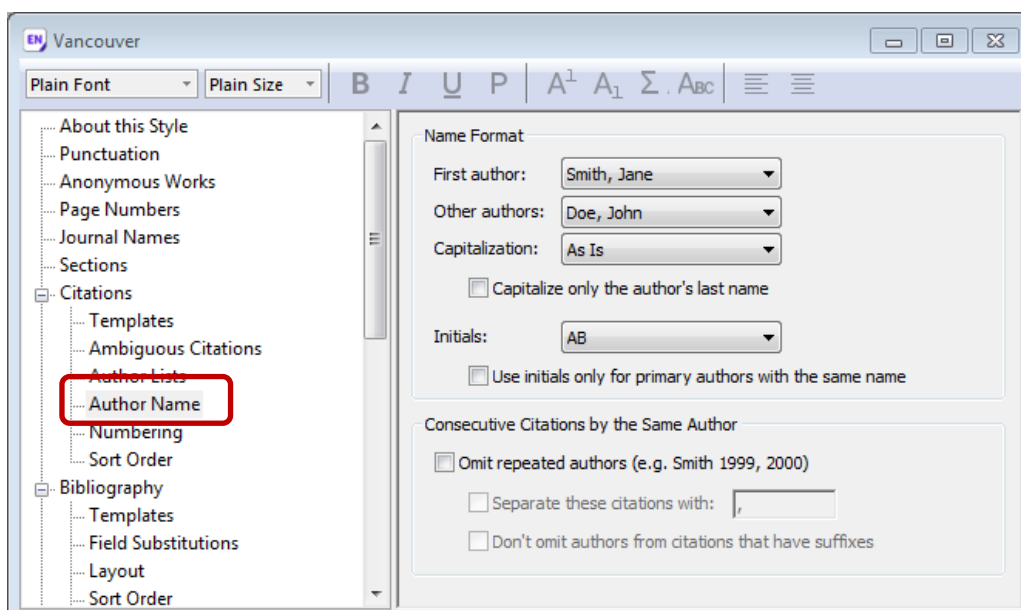 EN Vancouver
Plain Font Plain Size B I U P A1 A1 Σ ABC
About this Style
Punctuation
Anonymous Works
Page Numbers
Journal Names
Sections
Citations
Templates
Ambiguous Citations
Author Lists
Author Name
Numbering
Sort Order
Bibliography
Templates
Field Substitutions
Layout
Sort Order
Name Format
First author: Smith, Jane
Other authors: Doe, John
Capitalization: As Is
Capitalize only the author's last name
Initials: AB
Use initials only for primary authors with the same name
Consecutive Citations by the Same Author
Omit repeated authors (e.g. Smith 1999, 2000)
Separate these citations with: ,
Don't omit authors from citations that have suffixes